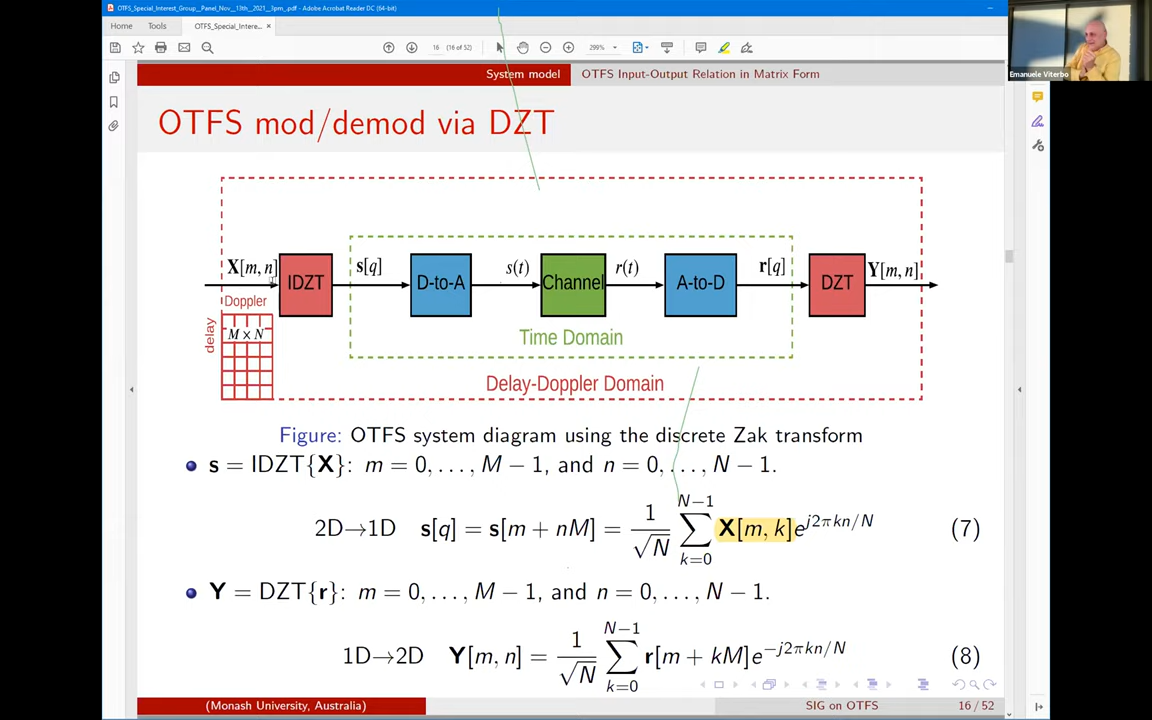 OTFS_Special_Interest_Group_Panel_Nov__13th__2021__3pm_.pdf - Adobe Acrobat Reader DC (64-bit)
Home Tools OTFS_Special_Intere... ×
16 (16 of 52) 299%
Emanuele Viterbo
System model OTFS Input-Output Relation in Matrix Form
OTFS mod/demod via DZT
X[m, n] IDZT s[q] D-to-A s(t) Channel r(t) A-to-D r[q] DZT Y[m, n]
Doppler
delay
M × N
Time Domain
Delay-Doppler Domain
Figure: OTFS system diagram using the discrete Zak transform
s = IDZT{X}: m = 0, . . . , M − 1, and n = 0, . . . , N − 1.
2D→1D s[q] = s[m + nM] = 1/√N ∑_{k=0}^{N−1} X[m, k]e^{j2πkn/N} (7)
Y = DZT{r}: m = 0, . . . , M − 1, and n = 0, . . . , N − 1.
1D→2D Y[m, n] = 1/√N ∑_{k=0}^{N−1} r[m + kM]e^{−j2πkn/N} (8)
(Monash University, Australia) SIG on OTFS 16 / 52